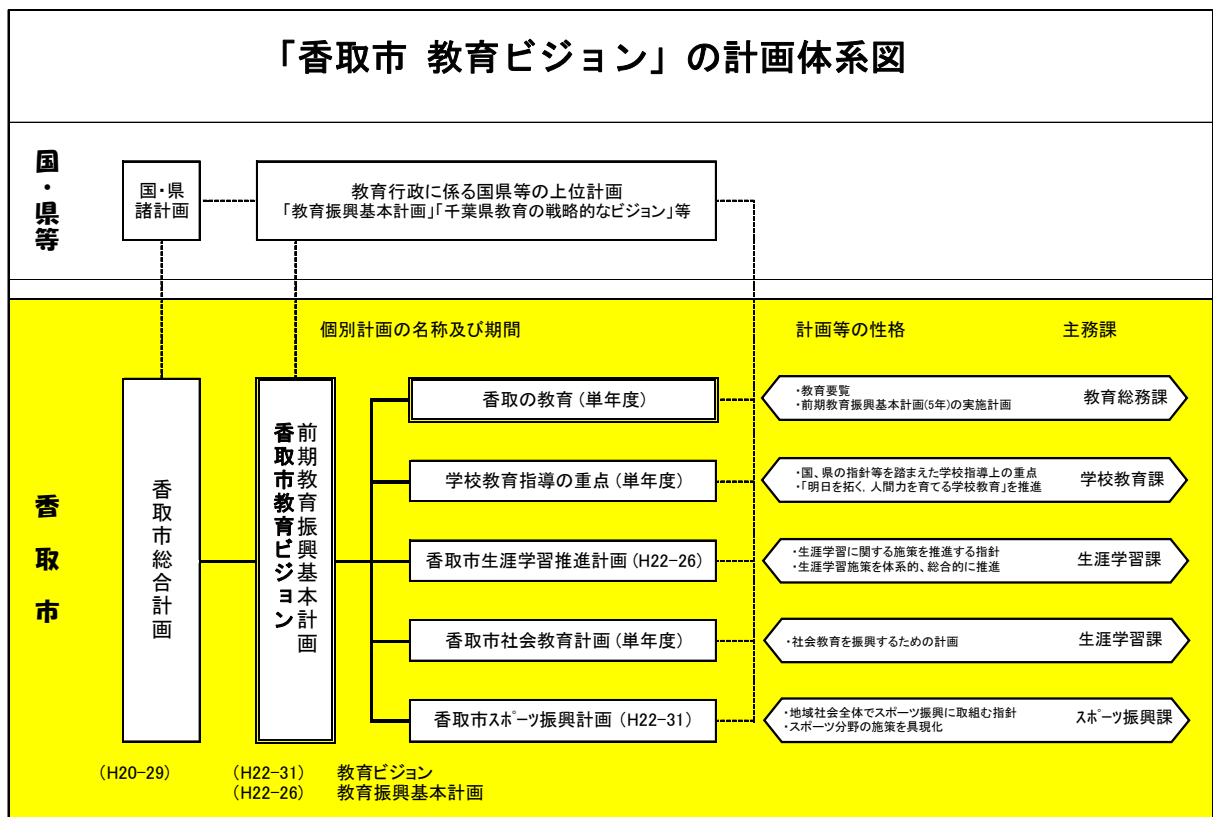 「香取市 教育ビジョン」の計画体系図
国・県等
国・県
諸計画
教育行政に係る国県等の上位計画
「教育振興基本計画」「千葉県教育の戦略的なビジョン」等
個別計画の名称及び期間
計画等の性格
主務課
香取市
香取市総合計画
前期教育振興基本計画
香取市教育ビジョン
香取の教育(単年度)
・教育要覧
・前期教育振興基本計画(5年)の実施計画
教育総務課
学校教育指導の重点(単年度)
・国、県の指針等を踏まえた学校指導上の重点
・「明日を拓く, 人間力を育てる学校教育」を推進
学校教育課
香取市生涯学習推進計画(H22-26)
・生涯学習に関する施策を推進する指針
・生涯学習施策を体系的、総合的に推進
生涯学習課
香取市社会教育計画(単年度)
・社会教育を振興するための計画
生涯学習課
香取市ｽﾎﾟｰﾂ振興計画(H22-31)
・地域社会全体でスポーツ振興に取組む指針
・スポーツ分野の施策を具現化
ｽﾎﾟｰﾂ振興課
(H20-29)
(H22-31) 教育ビジョン
(H22-26) 教育振興基本計画